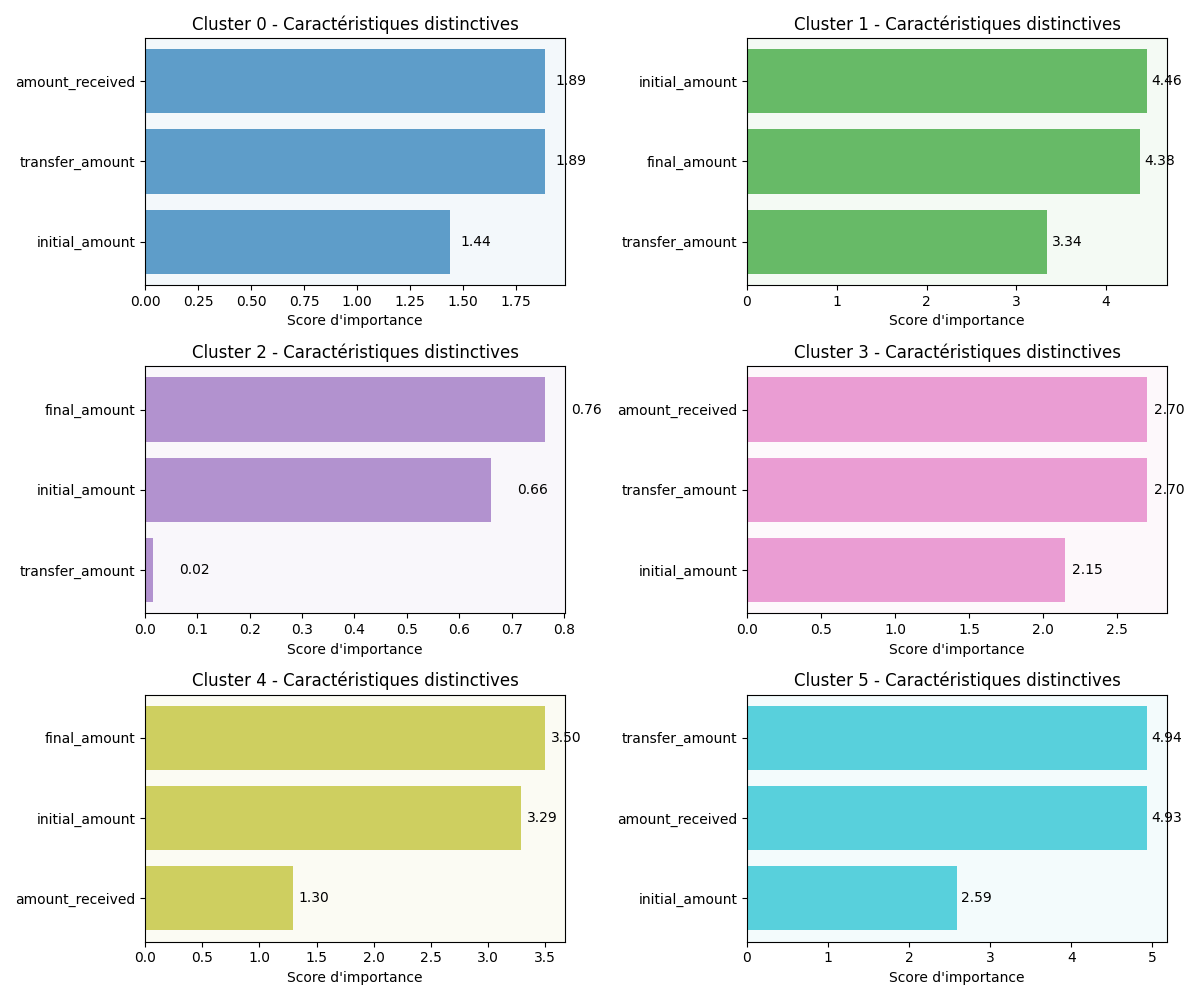 Cluster 0 - Caractéristiques distinctives
amount_received
1.89
transfer_amount
1.89
initial_amount
1.44
0.00 0.25 0.50 0.75 1.00 1.25 1.50 1.75
Score d'importance
Cluster 1 - Caractéristiques distinctives
initial_amount
4.46
final_amount
4.38
transfer_amount
3.34
0 1 2 3 4
Score d'importance
Cluster 2 - Caractéristiques distinctives
final_amount
0.76
initial_amount
0.66
transfer_amount
0.02
0.0 0.1 0.2 0.3 0.4 0.5 0.6 0.7 0.8
Score d'importance
Cluster 3 - Caractéristiques distinctives
amount_received
2.70
transfer_amount
2.70
initial_amount
2.15
0.0 0.5 1.0 1.5 2.0 2.5
Score d'importance
Cluster 4 - Caractéristiques distinctives
final_amount
3.50
initial_amount
3.29
amount_received
1.30
0.0 0.5 1.0 1.5 2.0 2.5 3.0 3.5
Score d'importance
Cluster 5 - Caractéristiques distinctives
transfer_amount
4.94
amount_received
4.93
initial_amount
2.59
0 1 2 3 4 5
Score d'importance